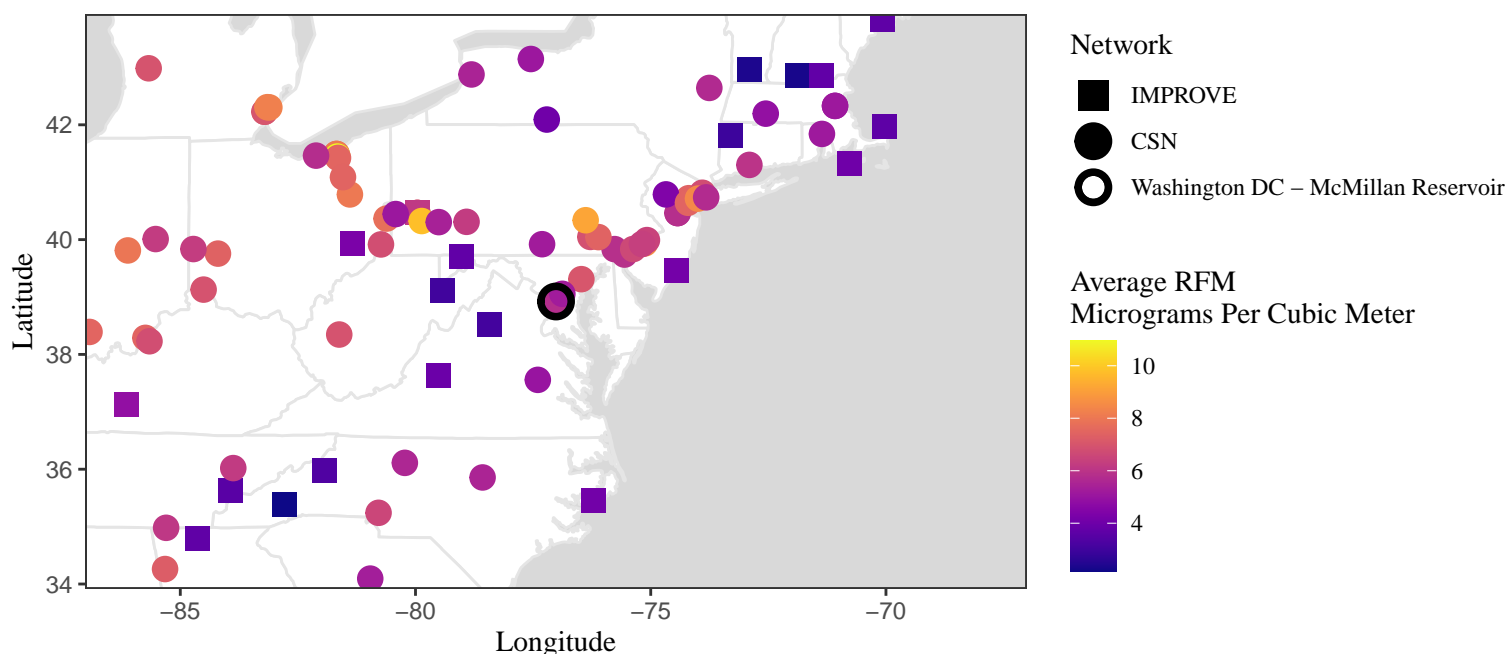 42
40
38
36
34
Latitude
−85
−80
−75
−70
Longitude
Network
IMPROVE
CSN
Washington DC − McMillan Reservoir
Average RFM
Micrograms Per Cubic Meter
10
8
6
4